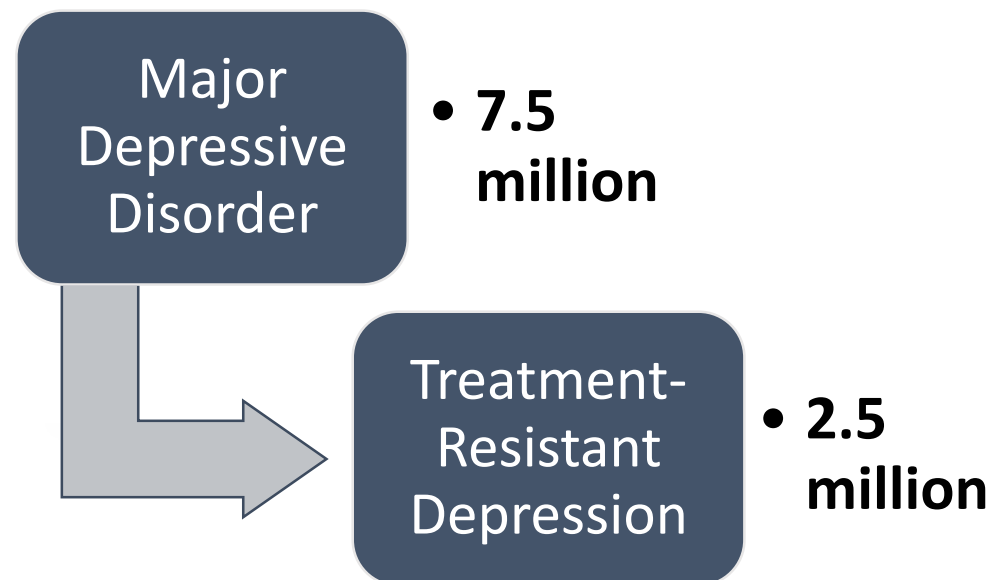 Major
Depressive
Disorder
• 7.5
million
Treatment-
Resistant
Depression
• 2.5
million